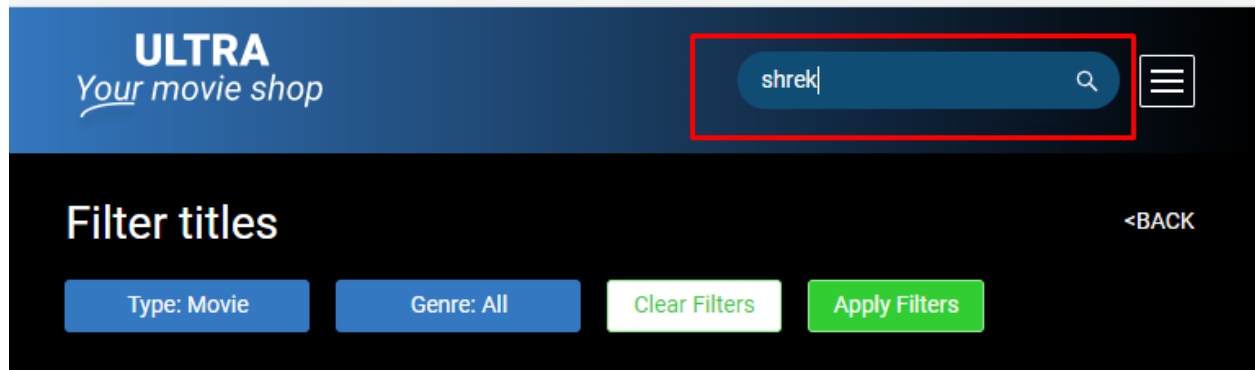 ULTRA
Your movie shop
shrek
Filter titles
<BACK
Type: Movie
Genre: All
Clear Filters
Apply Filters